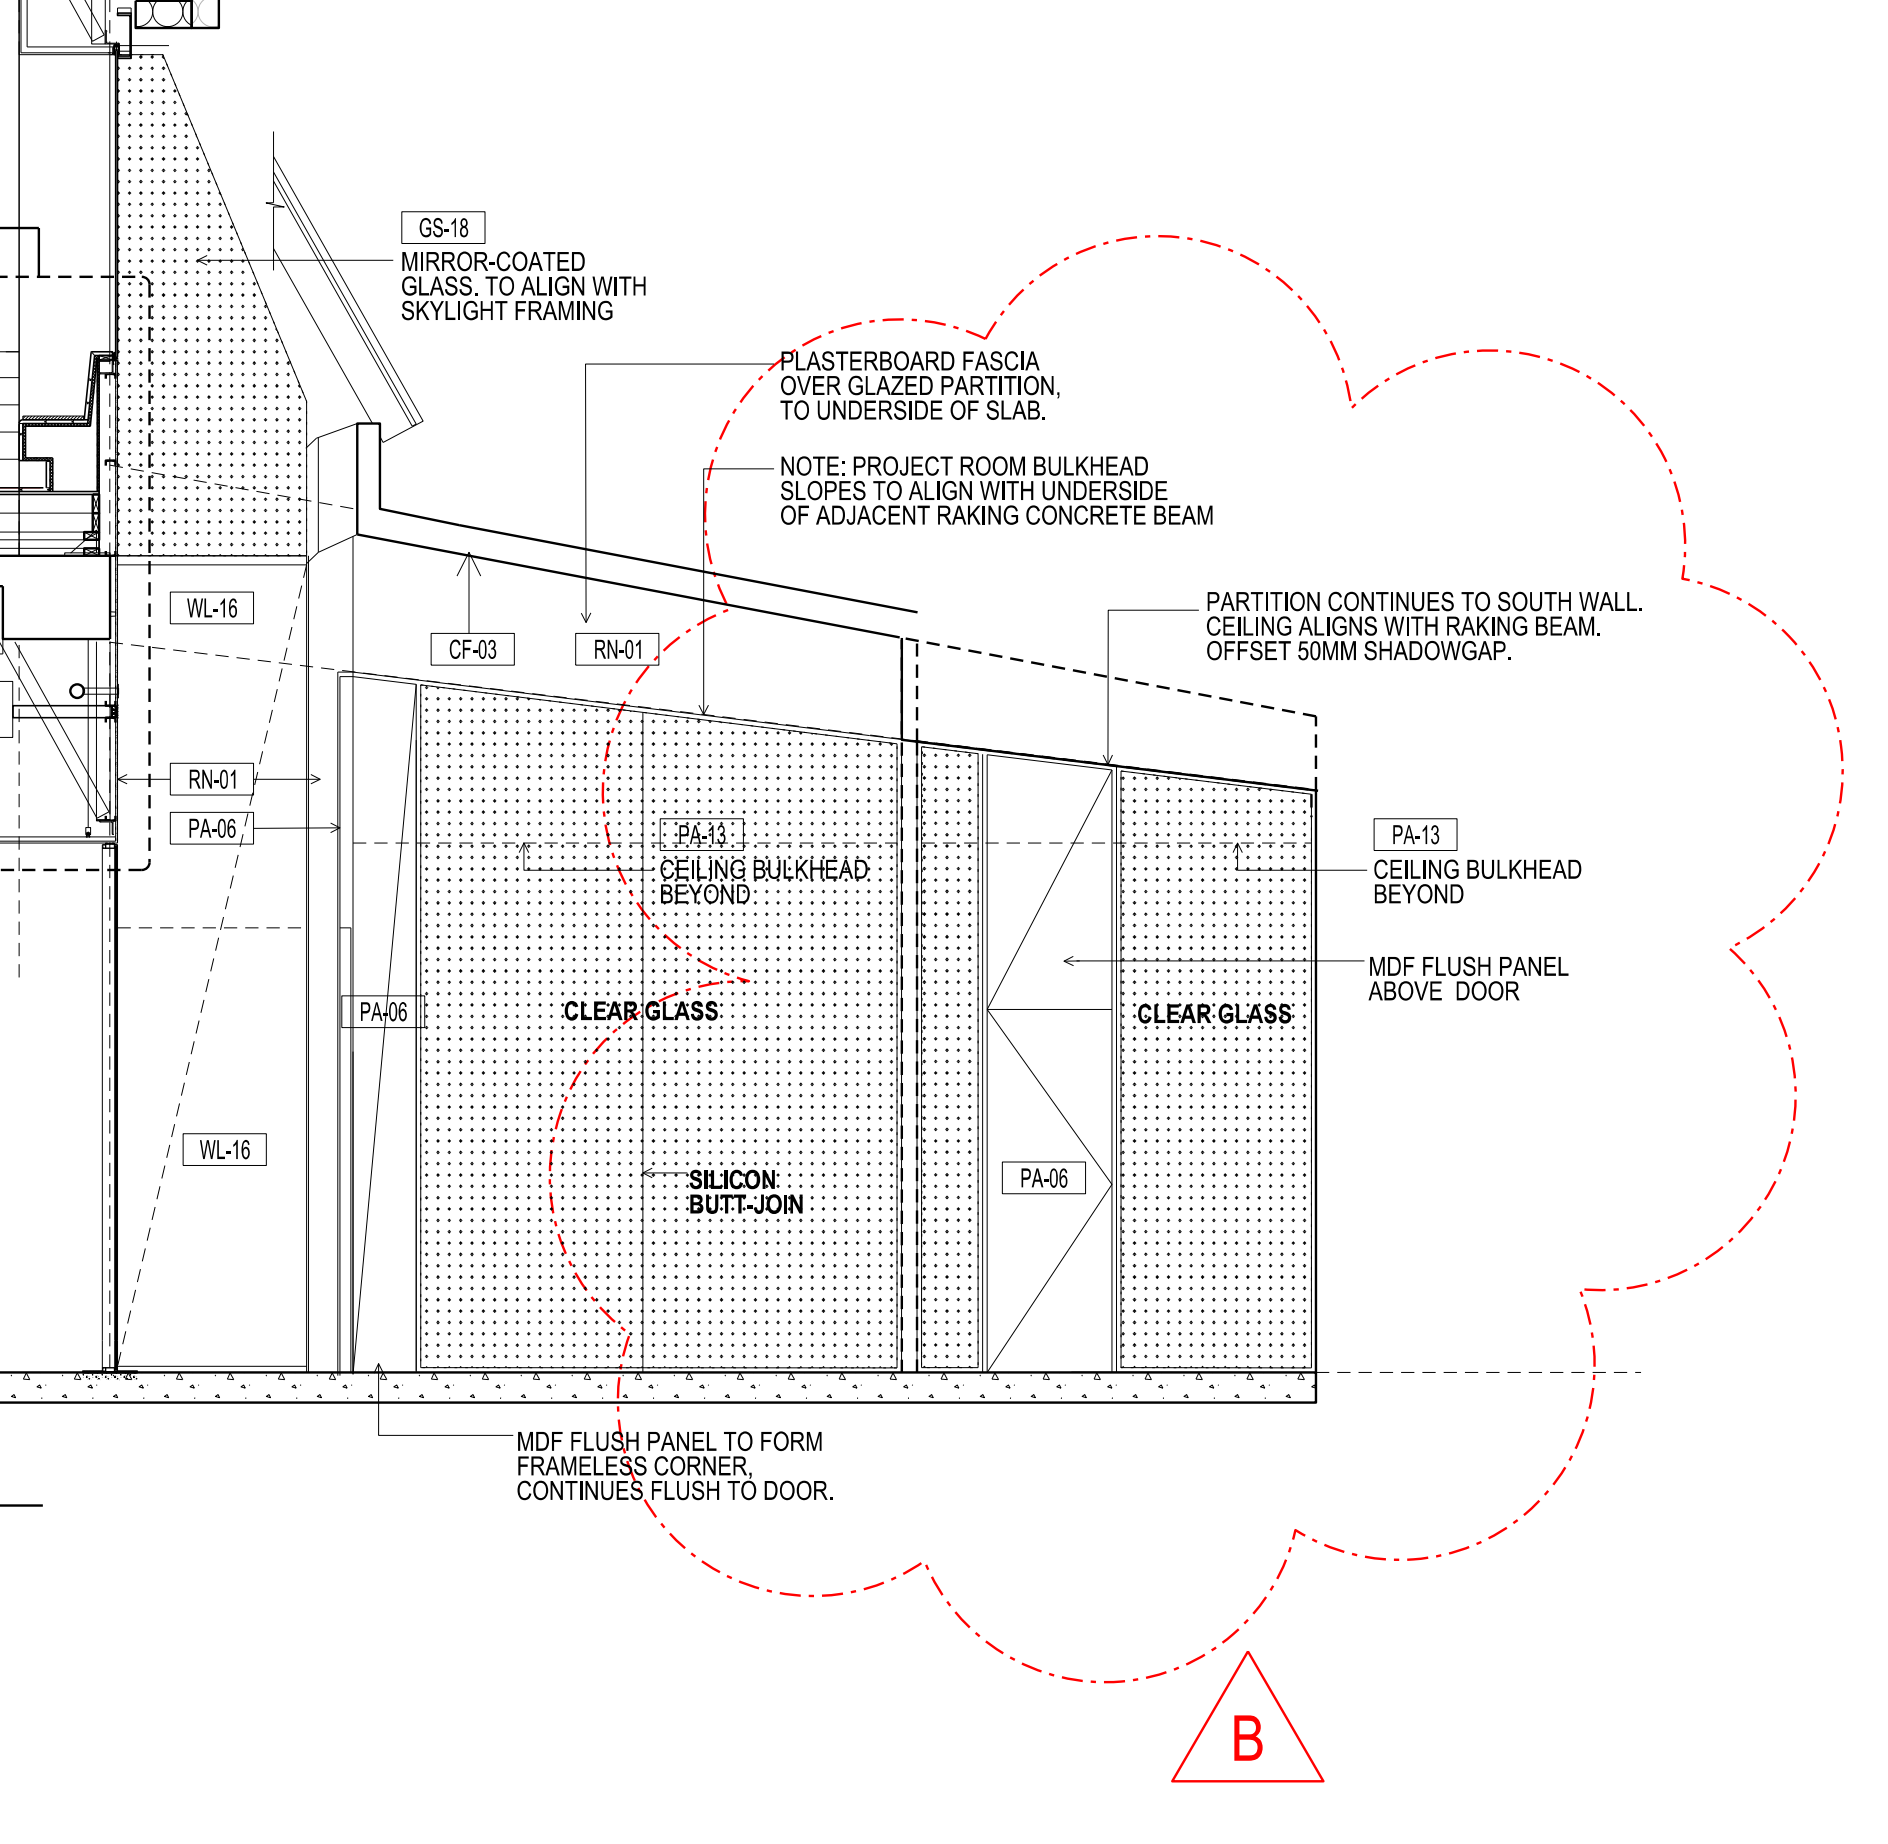 GS-18
MIRROR-COATED
GLASS. TO ALIGN WITH
SKYLIGHT FRAMING
PLASTERBOARD FASCIA
OVER GLAZED PARTITION,
TO UNDERSIDE OF SLAB.
NOTE: PROJECT ROOM BULKHEAD
SLOPES TO ALIGN WITH UNDERSIDE
OF ADJACENT RAKING CONCRETE BEAM
WL-16
CF-03
RN-01
PARTITION CONTINUES TO SOUTH WALL.
CEILING ALIGNS WITH RAKING BEAM.
OFFSET 50MM SHADOWGAP.
RN-01
PA-06
PA-13
CEILING BULKHEAD
BEYOND
PA-13
CEILING BULKHEAD
BEYOND
MDF FLUSH PANEL
ABOVE DOOR
PA-06
CLEAR GLASS
CLEAR GLASS
WL-16
SILICON
BUTT-JOIN
PA-06
MDF FLUSH PANEL TO FORM
FRAMELESS CORNER,
CONTINUES FLUSH TO DOOR.
B